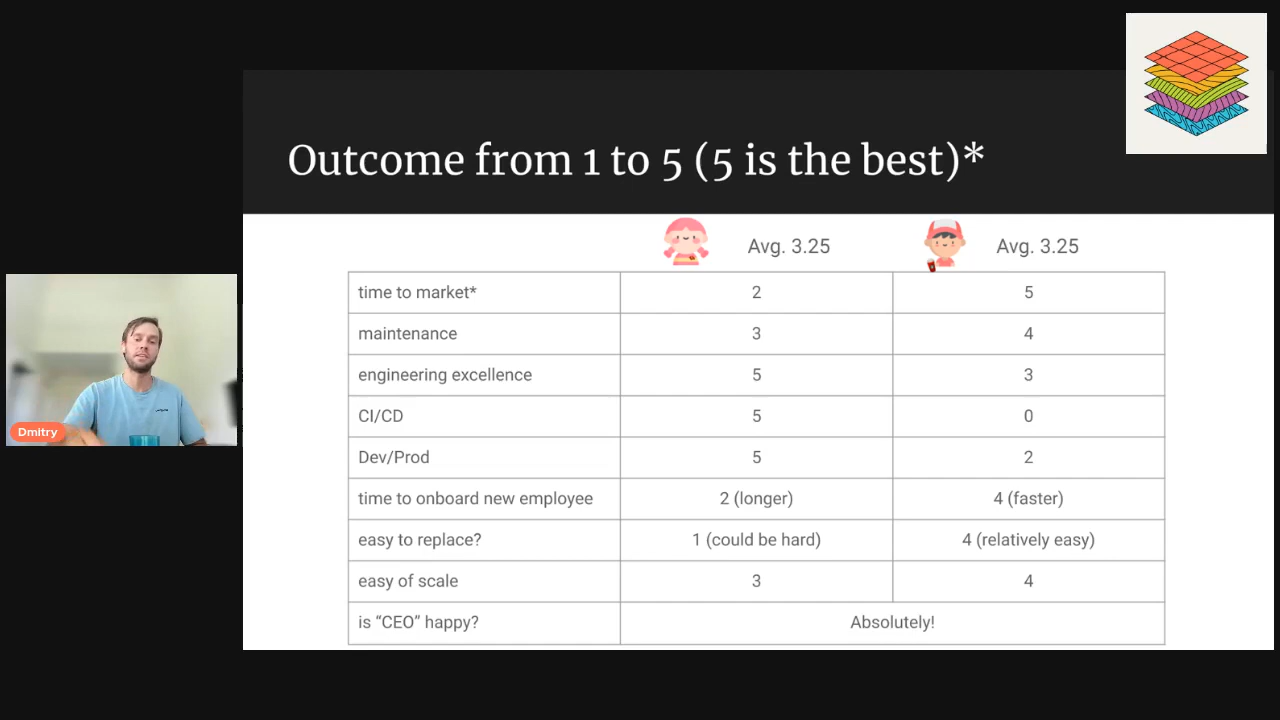 Outcome from 1 to 5 (5 is the best)*
Avg. 3.25 Avg. 3.25
time to market* 2 5
maintenance 3 4
engineering excellence 5 3
CI/CD 5 0
Dev/Prod 5 2
time to onboard new employee 2 (longer) 4 (faster)
easy to replace? 1 (could be hard) 4 (relatively easy)
easy of scale 3 4
is “CEO” happy? Absolutely!
Dmitry